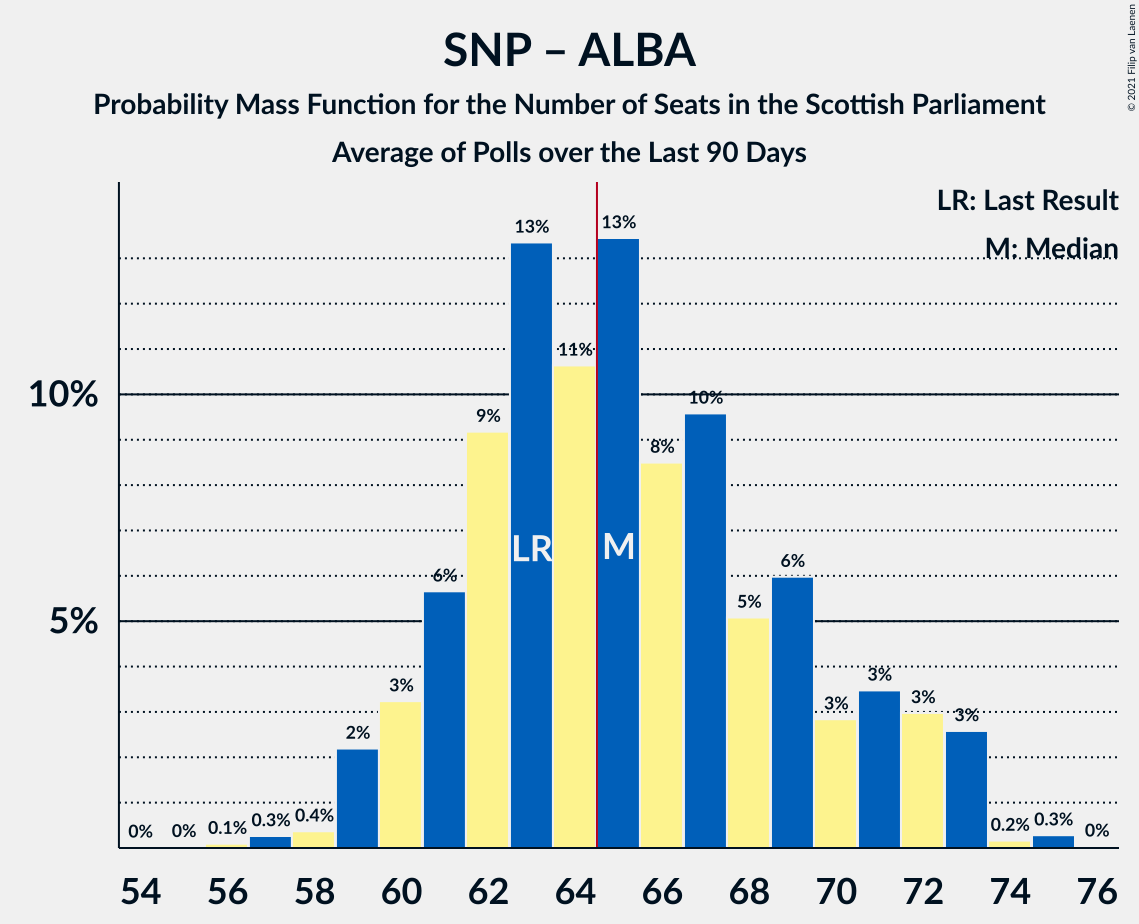 SNP – ALBA
Probability Mass Function for the Number of Seats in the Scottish Parliament
Average of Polls over the Last 90 Days
© 2021 Filip van Laenen
LR: Last Result
M: Median
10%
5%
0% 0% 0.1% 0.3% 0.4% 2% 3% 6% 9% 13% 11% 13% 8% 10% 5% 6% 3% 3% 3% 3% 0.2% 0.3% 0%
LR M
54 56 58 60 62 64 66 68 70 72 74 76